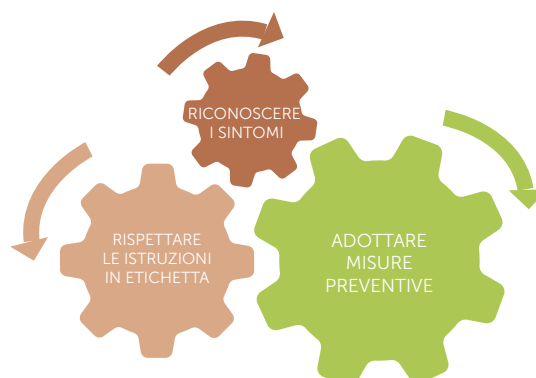 RICONOSCERE
I SINTOMI
RISPETTARE
LE ISTRUZIONI
IN ETICHETTA
ADOTTARE
MISURE
PREVENTIVE